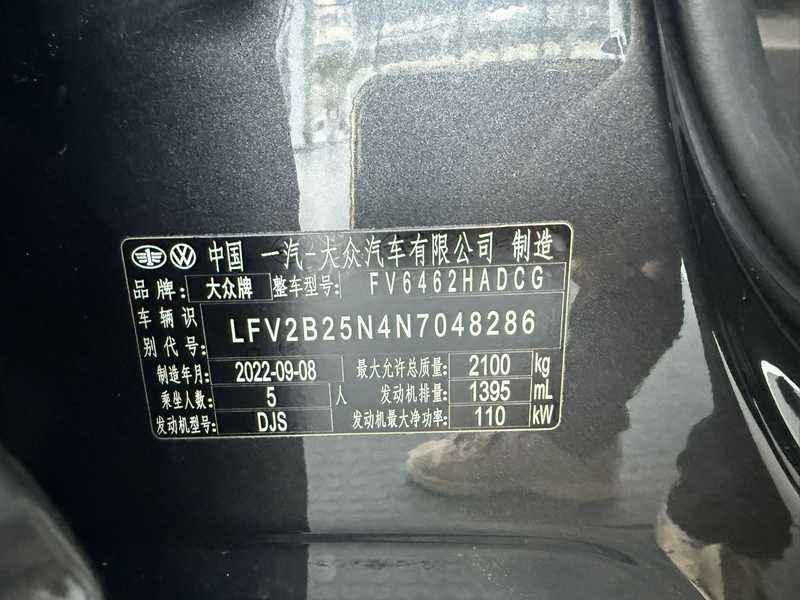 中国 一汽-大众汽车有限公司 制造
品牌: 大众牌 整车型号: FV6462HADCG
车辆识别代号: LFV2B25N4N7048286
制造年月: 2022-09-08 最大允许总质量: 2100 kg
乘坐人数: 5 人 发动机排量: 1395 mL
发动机型号: DJS 发动机最大净功率: 110 kW